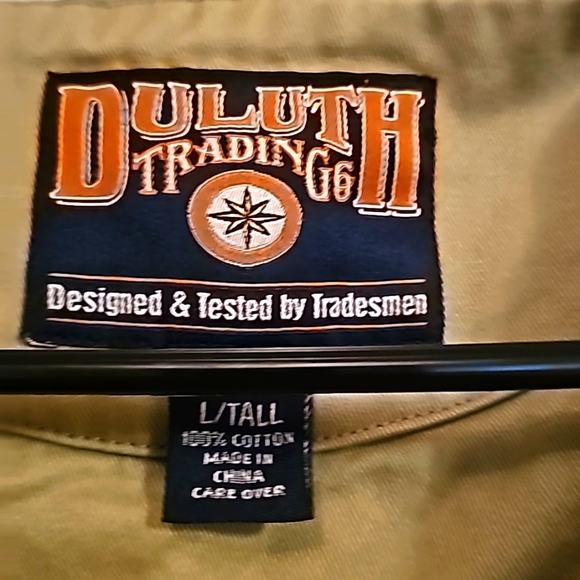 DULUTH
TRADING Co
Designed & Tested by Tradesmen
L/TALL
100% COTTON
MADE IN
CHINA
CARE OVER